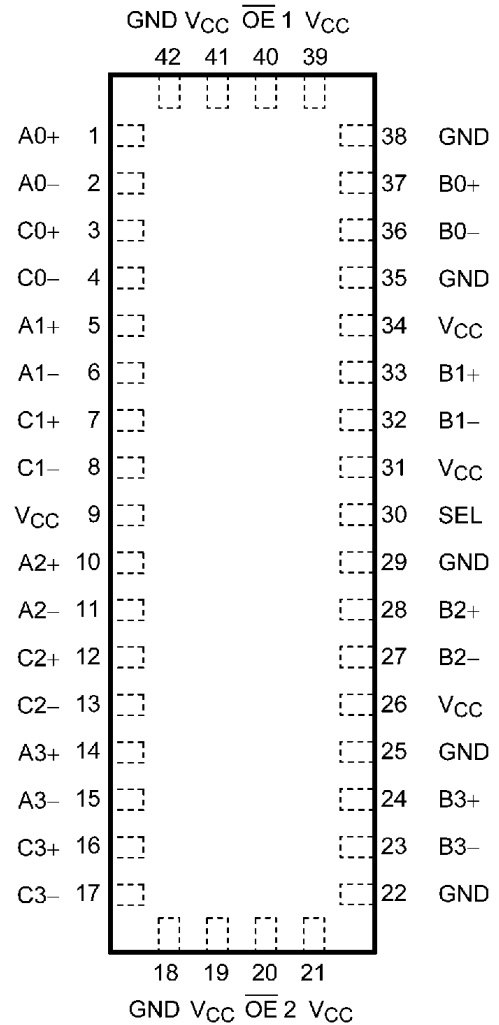 GND VCC OE 1 VCC
42 41 40 39
A0+ 1 38 GND
A0− 2 37 B0+
C0+ 3 36 B0−
C0− 4 35 GND
A1+ 5 34 VCC
A1− 6 33 B1+
C1+ 7 32 B1−
C1− 8 31 VCC
VCC 9 30 SEL
A2+ 10 29 GND
A2− 11 28 B2+
C2+ 12 27 B2−
C2− 13 26 VCC
A3+ 14 25 GND
A3− 15 24 B3+
C3+ 16 23 B3−
C3− 17 22 GND
18 19 20 21
GND VCC OE 2 VCC